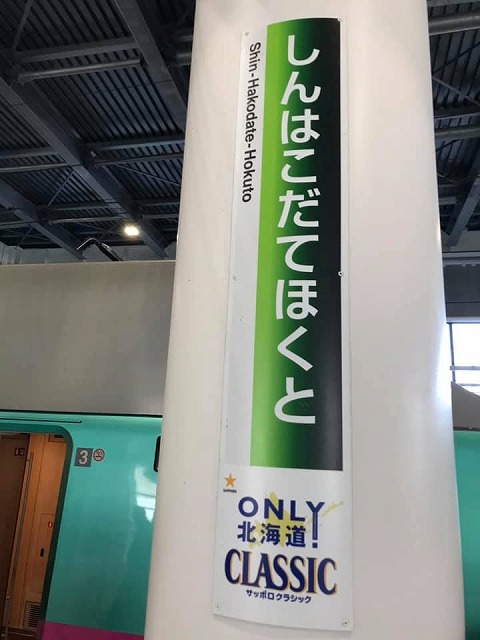 しんはこだてほくと
Shin-Hakodate-Hokuto
SAPPORO
ONLY
北海道!
CLASSIC
サッポロクラシック
3